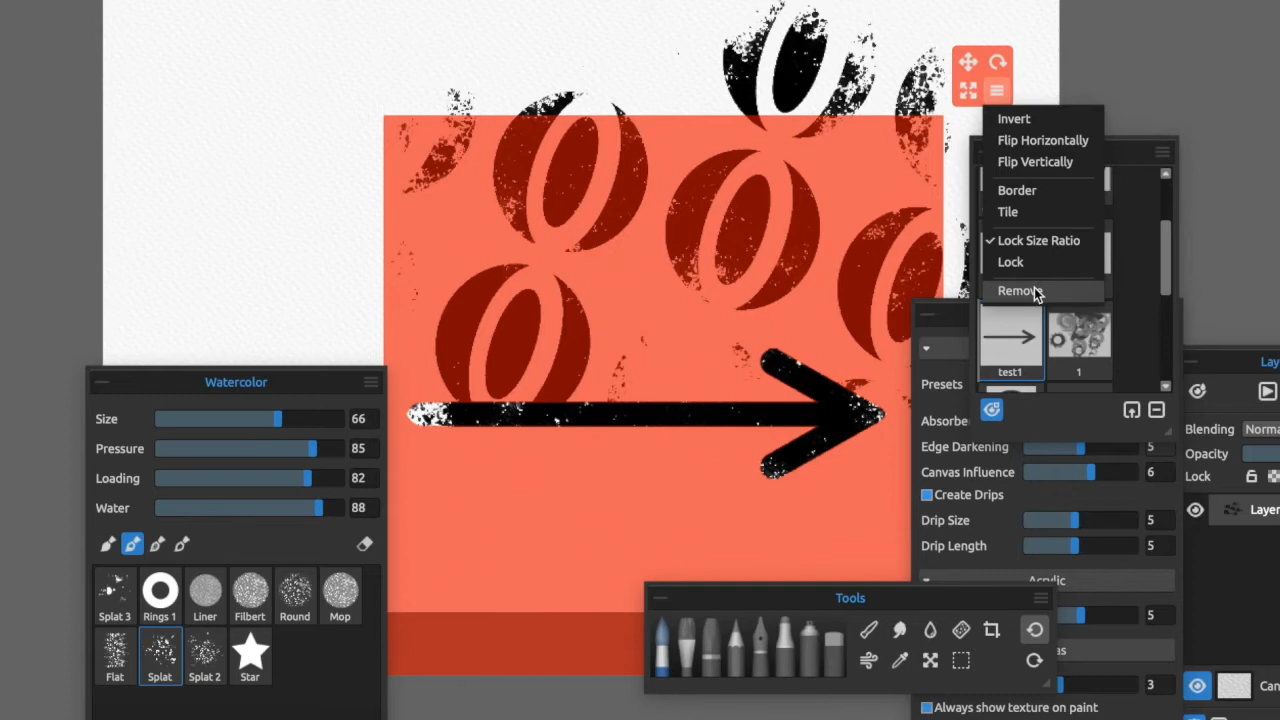 Invert
Flip Horizontally
Flip Vertically
Border
Tile
Lock Size Ratio
Lock
Remove
test1
1
Watercolor
Size 66
Pressure 85
Loading 82
Water 88
Splat 3 Rings 1 Liner Filbert Round Mop
Flat Splat Splat 2 Star
Tools
Presets
Edge Darkening 5
Canvas Influence 6
Create Drips
Drip Size 5
Drip Length 5
Acrylic
5
3
Always show texture on paint
Blending
Opacity
Lock